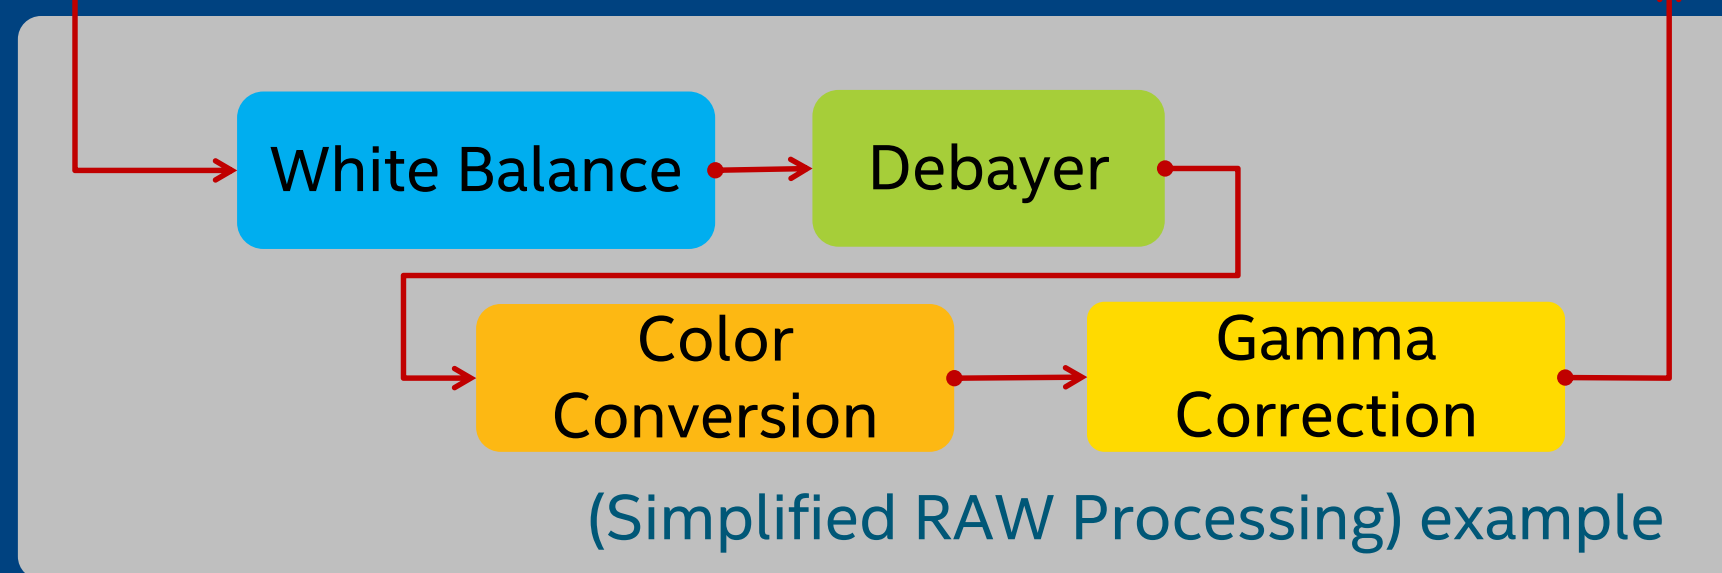 White Balance
Debayer
Color
Conversion
Gamma
Correction
(Simplified RAW Processing) example